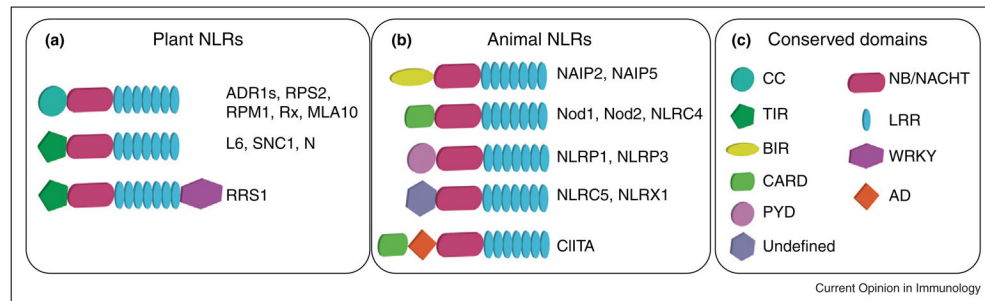 (a) Plant NLRs
ADR1s, RPS2,
RPM1, Rx, MLA10
L6, SNC1, N
RRS1
(b) Animal NLRs
NAIP2, NAIP5
Nod1, Nod2, NLRC4
NLRP1, NLRP3
NLRC5, NLRX1
CIITA
(c) Conserved domains
CC
TIR
BIR
CARD
PYD
Undefined
NB/NACHT
LRR
WRKY
AD
Current Opinion in Immunology